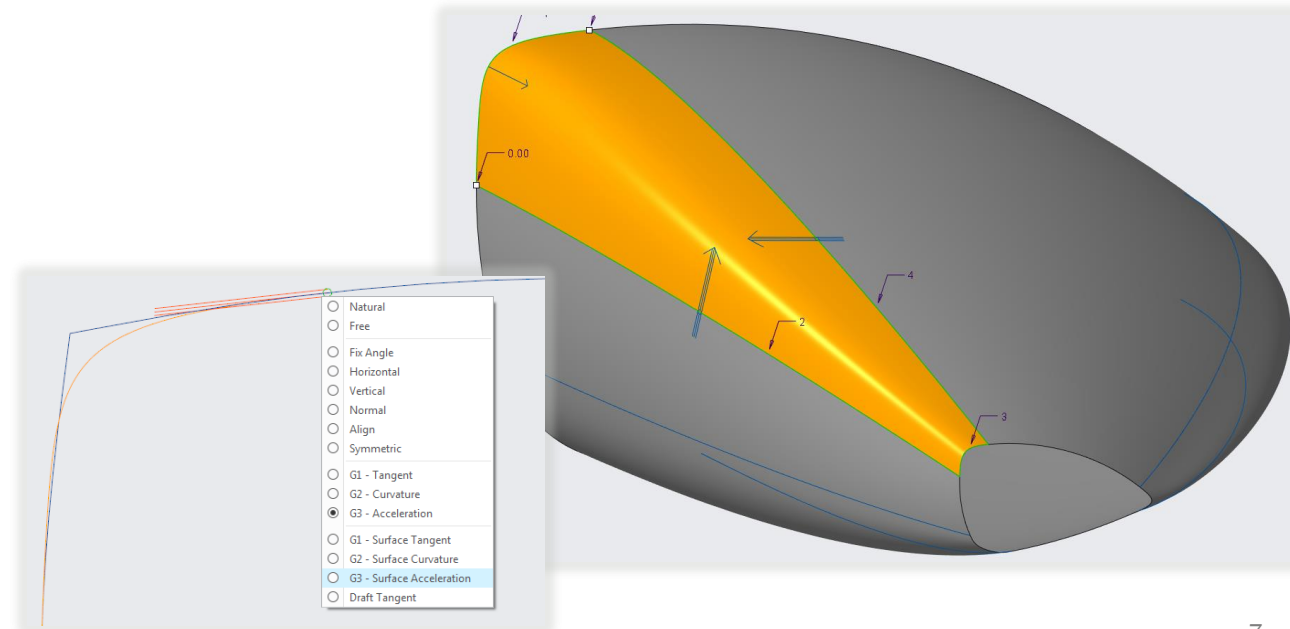 0.00
4
2
3
Natural
Free
Fix Angle
Horizontal
Vertical
Normal
Align
Symmetric
G1 - Tangent
G2 - Curvature
G3 - Acceleration
G1 - Surface Tangent
G2 - Surface Curvature
G3 - Surface Acceleration
Draft Tangent